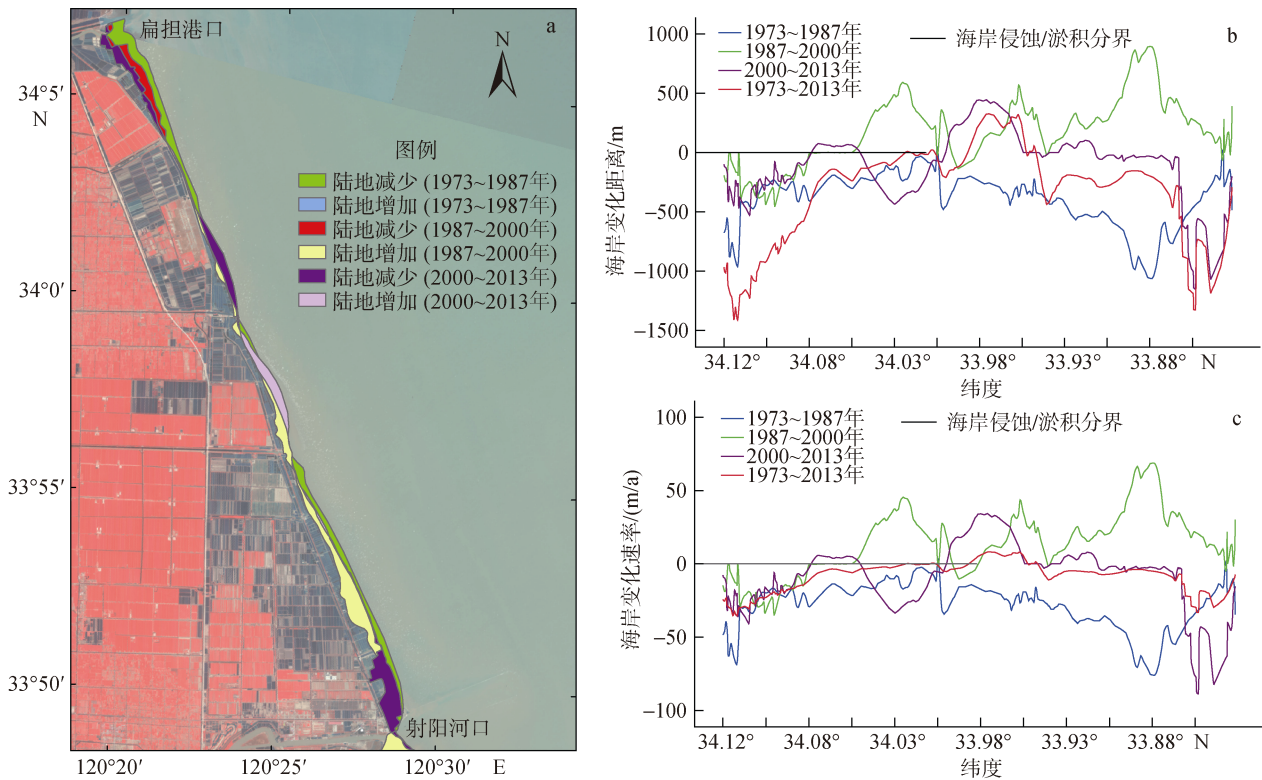 a
扁担港口
N
34°5′
N
34°0′
33°55′
33°50′
图例
陆地减少 (1973~1987年)
陆地增加 (1973~1987年)
陆地减少 (1987~2000年)
陆地增加 (1987~2000年)
陆地减少 (2000~2013年)
陆地增加 (2000~2013年)
射阳河口
120°20′ 120°25′ 120°30′ E
b
1973~1987年
1987~2000年
2000~2013年
1973~2013年
海岸侵蚀/淤积分界
海岸变化距离/m
1000
500
0
−500
−1000
−1500
34.12° 34.08° 34.03° 33.98° 33.93° 33.88° N
纬度
c
1973~1987年
1987~2000年
2000~2013年
1973~2013年
海岸侵蚀/淤积分界
海岸变化速率/(m/a)
100
50
0
−50
−100
34.12° 34.08° 34.03° 33.98° 33.93° 33.88° N
纬度